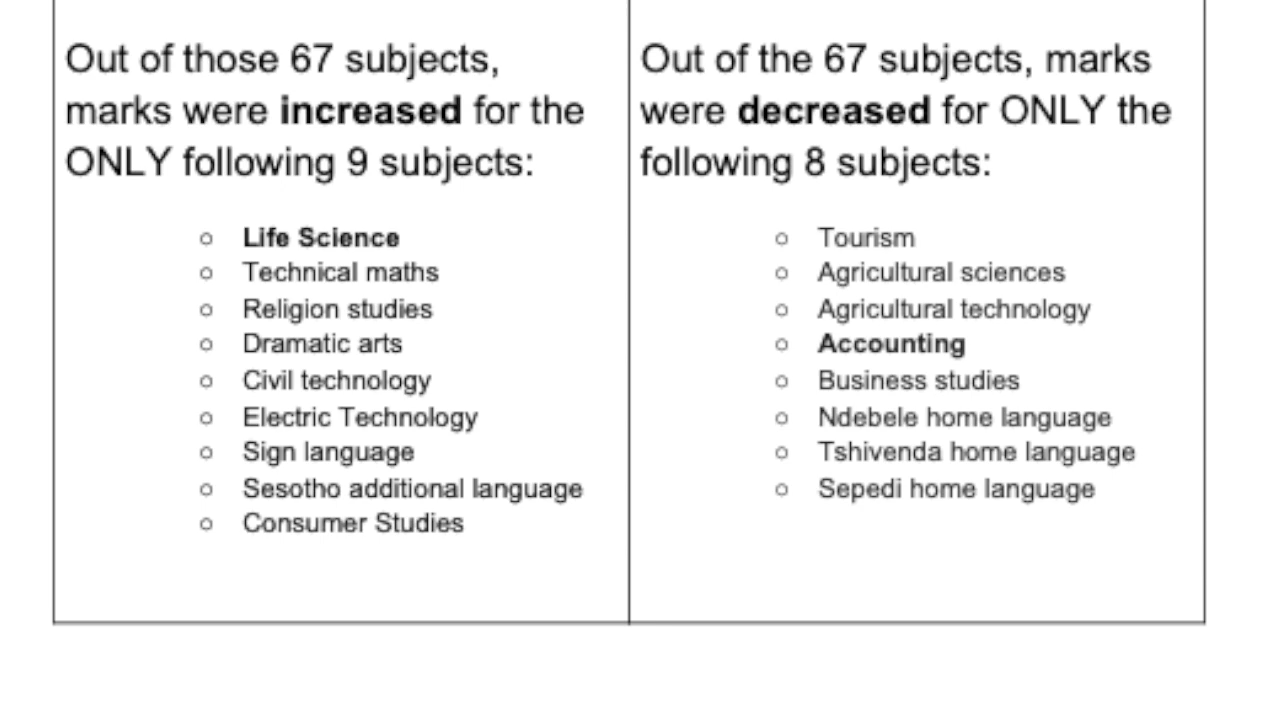 Out of those 67 subjects,
marks were increased for the
ONLY following 9 subjects:
○ Life Science
○ Technical maths
○ Religion studies
○ Dramatic arts
○ Civil technology
○ Electric Technology
○ Sign language
○ Sesotho additional language
○ Consumer Studies
Out of the 67 subjects, marks
were decreased for ONLY the
following 8 subjects:
○ Tourism
○ Agricultural sciences
○ Agricultural technology
○ Accounting
○ Business studies
○ Ndebele home language
○ Tshivenda home language
○ Sepedi home language